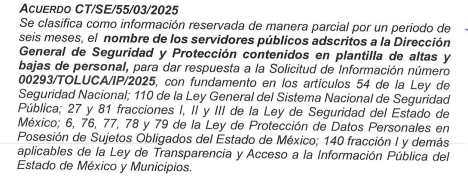 ACUERDO CT/SE/55/03/2025
Se clasifica como información reservada de manera parcial por un periodo de
seis meses, el nombre de los servidores públicos adscritos a la Dirección
General de Seguridad y Protección contenidos en plantilla de altas y
bajas de personal, para dar respuesta a la Solicitud de Información número
00293/TOLUCA/IP/2025, con fundamento en los artículos 54 de la Ley de
Seguridad Nacional; 110 de la Ley General del Sistema Nacional de Seguridad
Pública; 27 y 81 fracciones I, II y III de la Ley de Seguridad del Estado de
México; 6, 76, 77, 78 y 79 de la Ley de Protección de Datos Personales en
Posesión de Sujetos Obligados del Estado de México; 140 fracción I y demás
aplicables de la Ley de Transparencia y Acceso a la Información Pública del
Estado de México y Municipios.